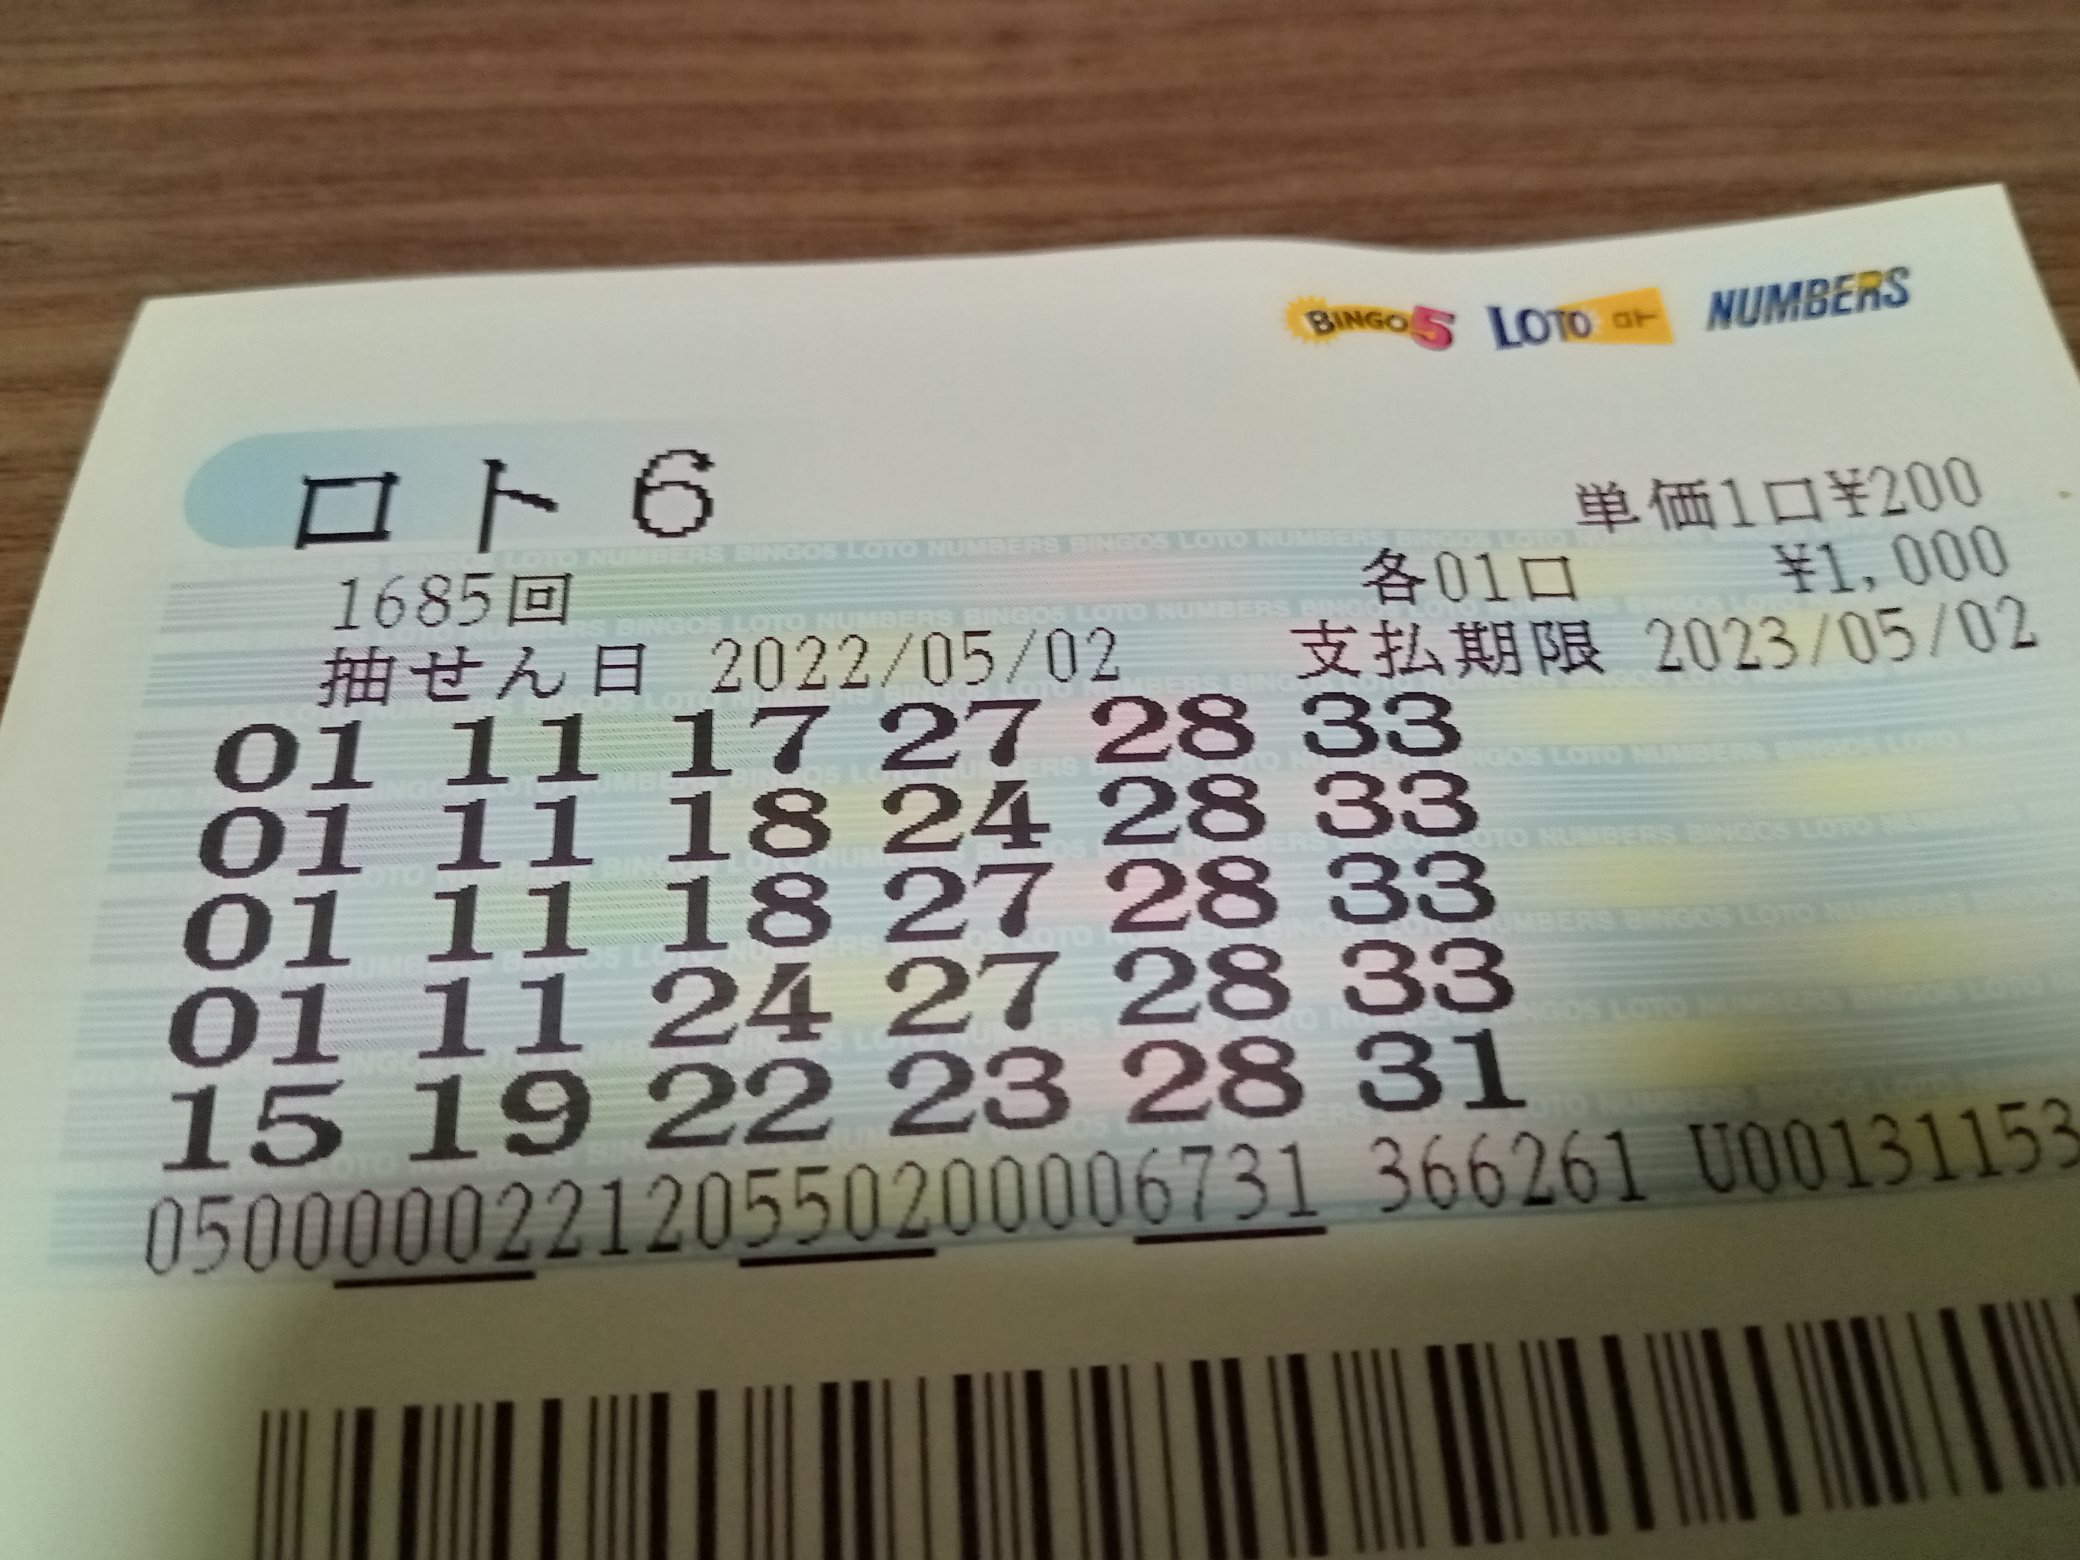 BINGO5 LOTO ロト NUMBERS
ロト6 単価1口¥200
1685回 各01口 ¥1,000
抽せん日 2022/05/02 支払期限 2023/05/02
01 11 17 27 28 33
01 11 18 24 28 33
01 11 18 27 28 33
01 11 24 27 28 33
15 19 22 23 28 31
050000022120550200006731 366261 U00131153